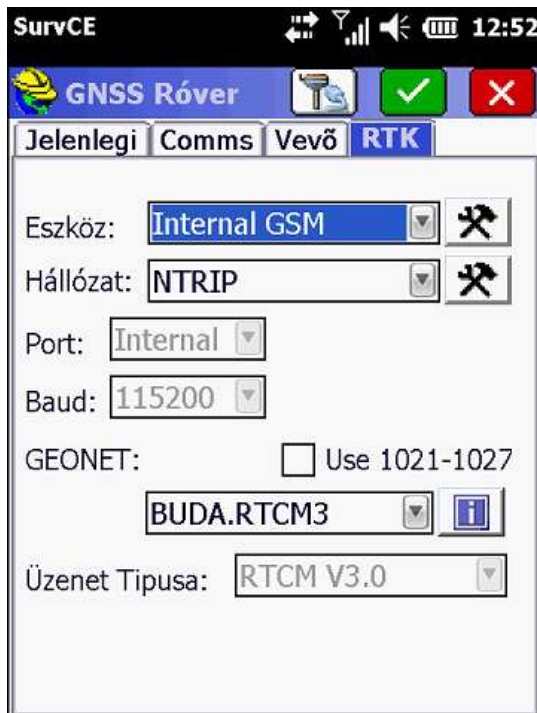 SurvCE 12:52
GNSS Róver
Jelenlegi Comms Vevõ RTK
Eszköz: Internal GSM
Hállózat: NTRIP
Port: Internal
Baud: 115200
GEONET: Use 1021-1027
BUDA.RTCM3
Üzenet Tipusa: RTCM V3.0